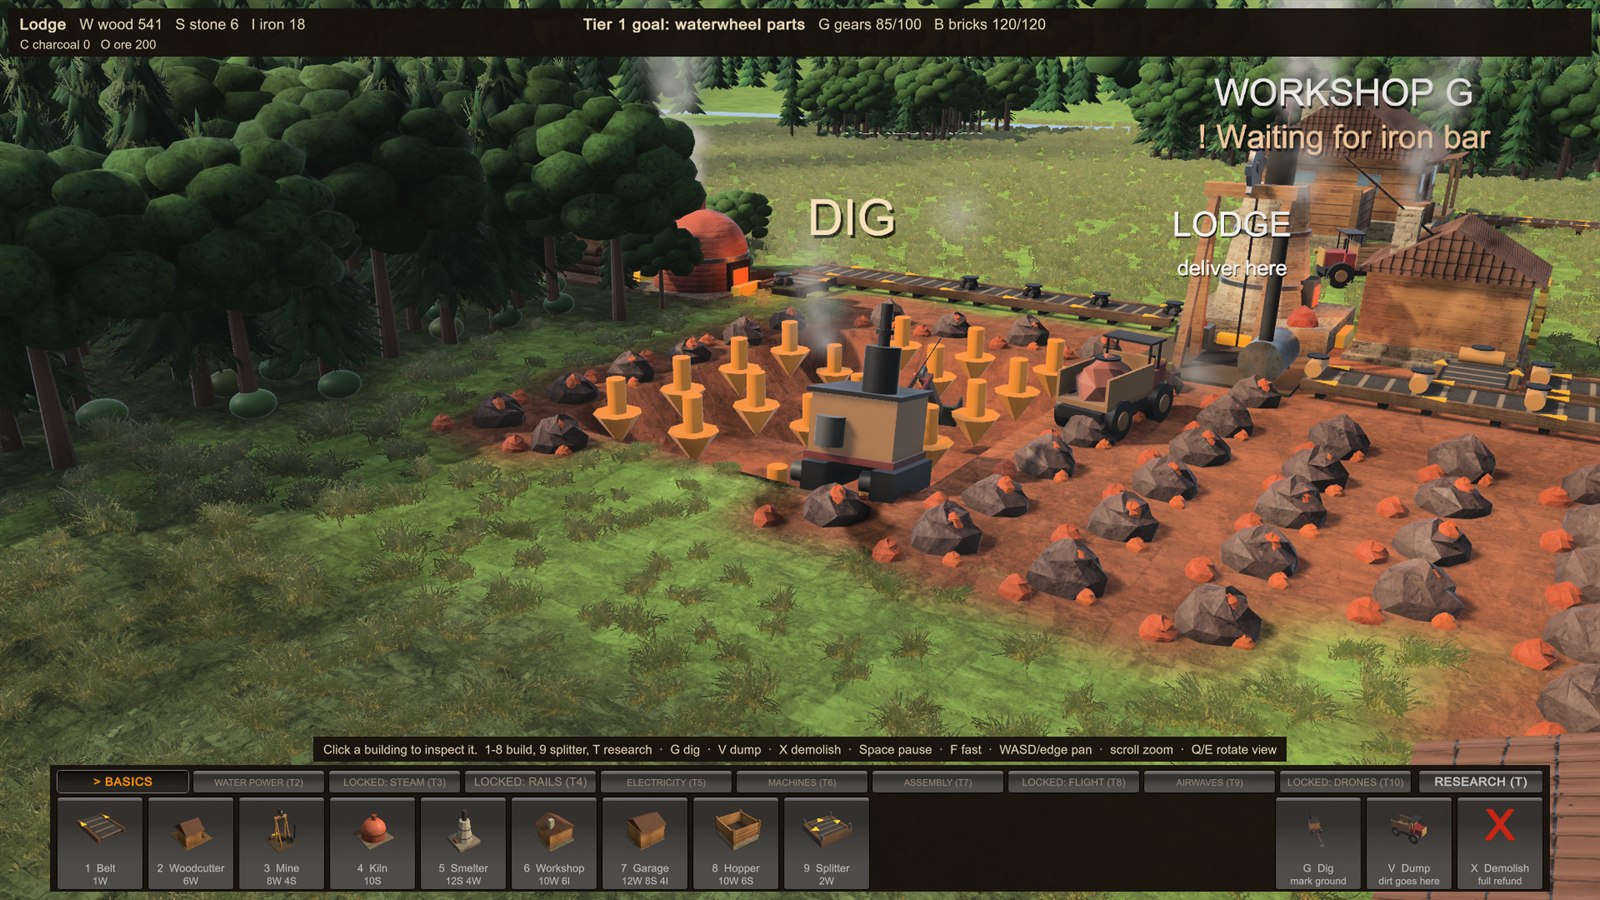 Lodge W wood 541 S stone 6 I iron 18
C charcoal 0 O ore 200
Tier 1 goal: waterwheel parts G gears 85/100 B bricks 120/120
WORKSHOP G
! Waiting for iron bar
DIG
LODGE
deliver here
Click a building to inspect it. 1-8 build, 9 splitter, T research · G dig · V dump · X demolish · Space pause · F fast · WASD/edge pan · scroll zoom · Q/E rotate view
> BASICS
WATER POWER (T2)
LOCKED: STEAM (T3)
LOCKED: RAILS (T4)
ELECTRICITY (T5)
MACHINES (T6)
ASSEMBLY (T7)
LOCKED: FLIGHT (T8)
AIRWAVES (T9)
LOCKED: DRONES (T10)
RESEARCH (T)
1 Belt
1W
2 Woodcutter
6W
3 Mine
8W 4S
4 Kiln
10S
5 Smelter
12S 4W
6 Workshop
10W 6I
7 Garage
12W 8S 4I
8 Hopper
10W 6S
9 Splitter
2W
G Dig
mark ground
V Dump
dirt goes here
X Demolish
full refund